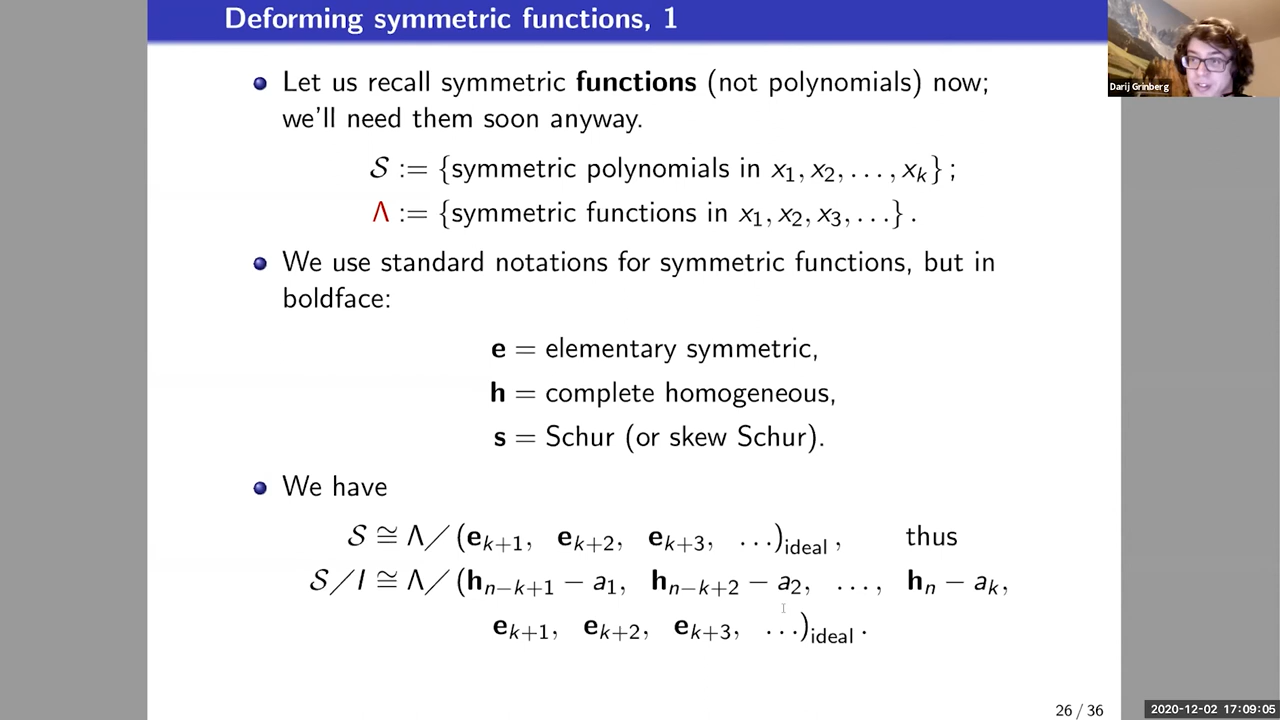 Deforming symmetric functions, 1
Let us recall symmetric functions (not polynomials) now;
we'll need them soon anyway.
𝒮 := {symmetric polynomials in x₁, x₂, . . . , xₖ} ;
Λ := {symmetric functions in x₁, x₂, x₃, . . .} .
We use standard notations for symmetric functions, but in
boldface:
e = elementary symmetric,
h = complete homogeneous,
s = Schur (or skew Schur).
We have
𝒮 ≅ Λ/ (eₖ₊₁, eₖ₊₂, eₖ₊₃, . . .)ideal , thus
𝒮/I ≅ Λ/ (hₙ₋ₖ₊₁ − a₁, hₙ₋ₖ₊₂ − a₂, . . . , hₙ − aₖ,
eₖ₊₁, eₖ₊₂, eₖ₊₃, . . .)ideal .
26 / 36
Darij Grinberg
2020-12-02 17:09:05